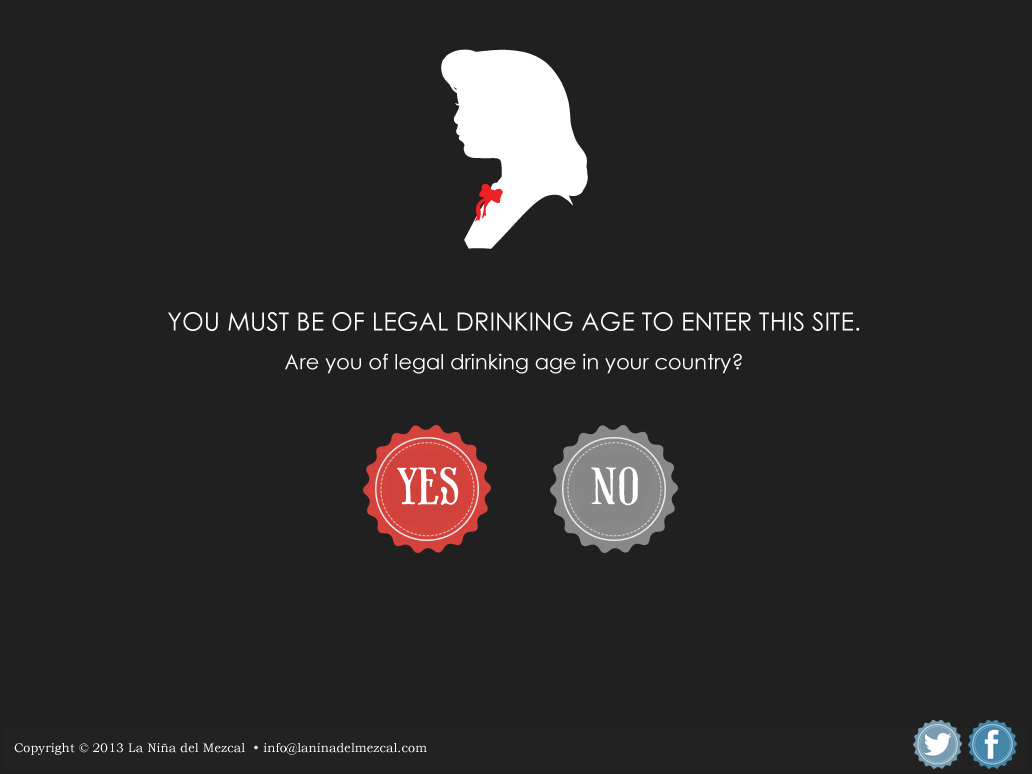 YOU MUST BE OF LEGAL DRINKING AGE TO ENTER THIS SITE.
Are you of legal drinking age in your country?
YES
NO
Copyright © 2013 La Niña del Mezcal • info@laninadelmezcal.com